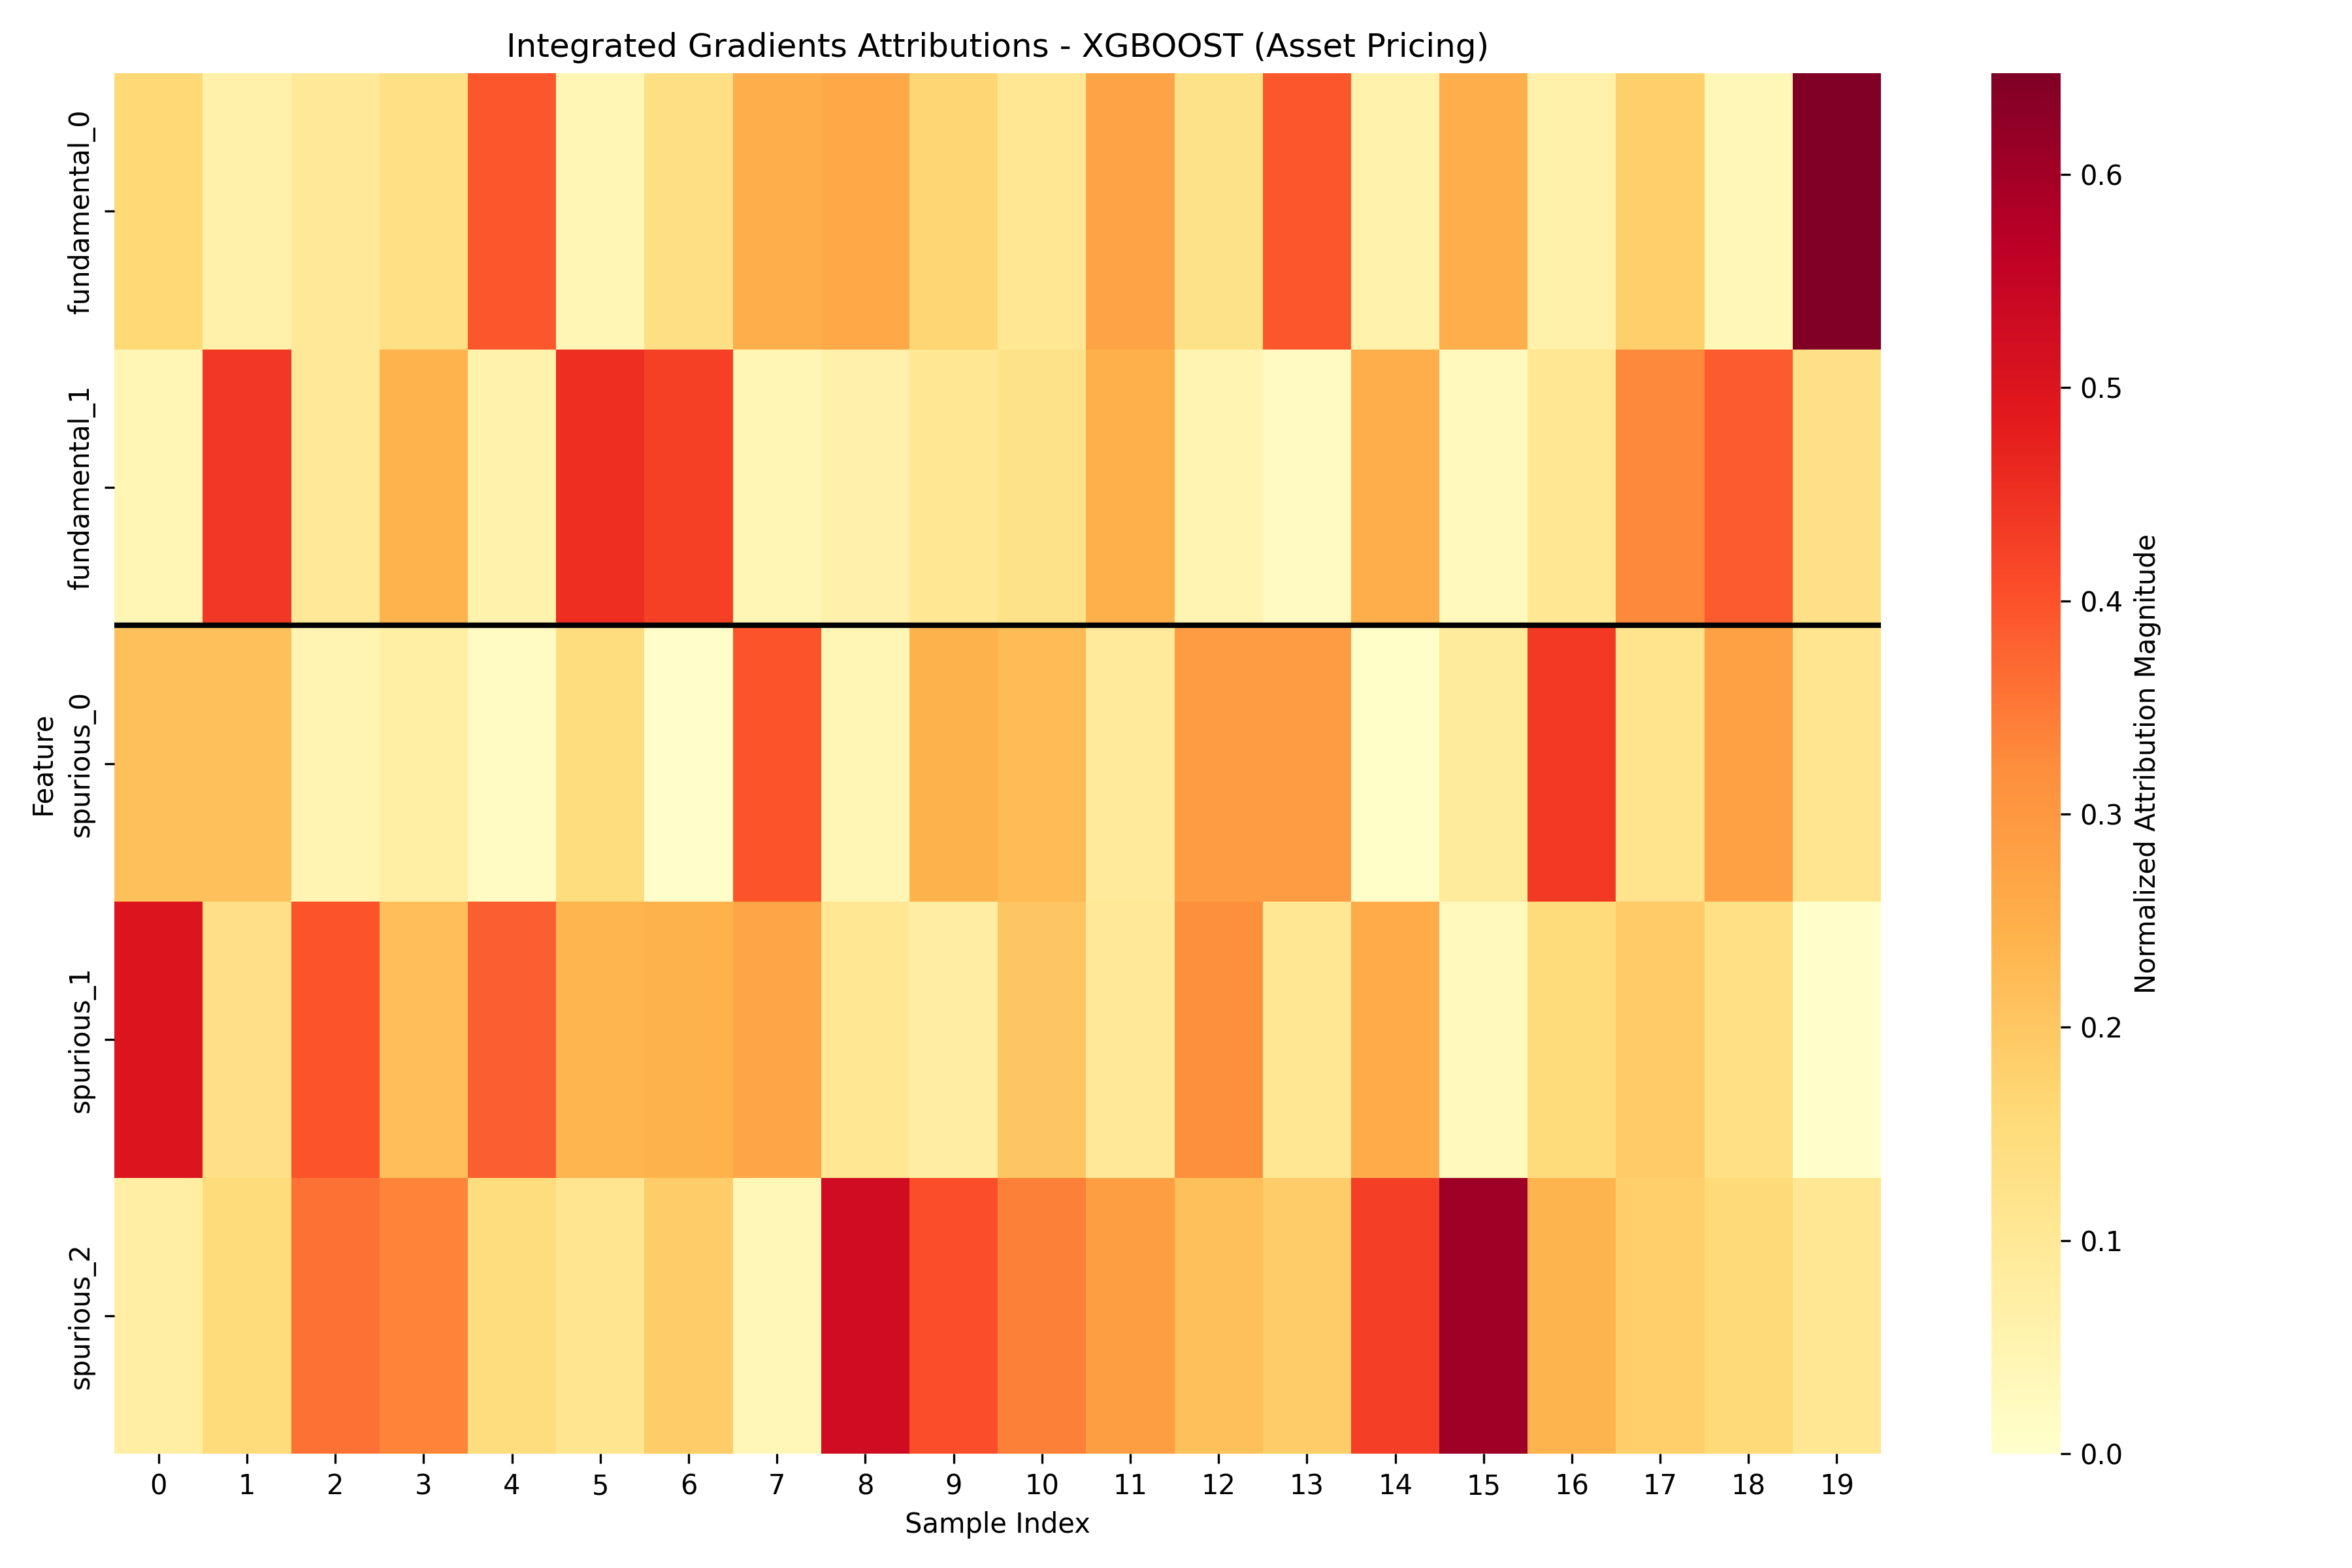 Integrated Gradients Attributions - XGBOOST (Asset Pricing)
Feature
fundamental_0
fundamental_1
spurious_0
spurious_1
spurious_2
0 1 2 3 4 5 6 7 8 9 10 11 12 13 14 15 16 17 18 19
Sample Index
0.6
0.5
0.4
0.3
0.2
0.1
0.0
Normalized Attribution Magnitude